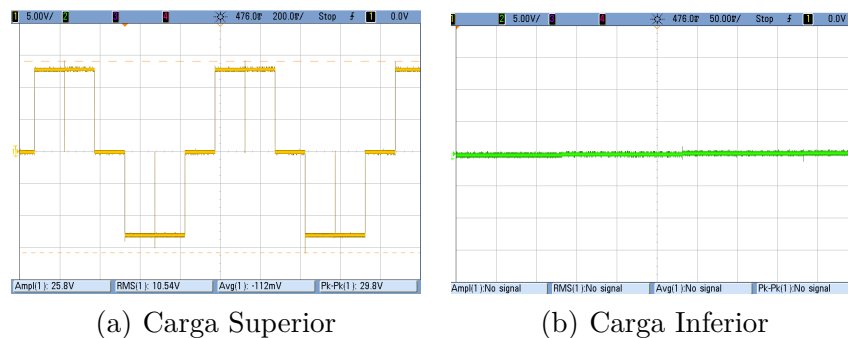 1 5.00V/ 2 3 4 476.0₥ 200.0₥/ Stop 1 0.0V
Ampl(1): 25.8V RMS(1): 10.54V Avg(1): -112mV Pk-Pk(1): 29.8V
(a) Carga Superior
1 2 5.00V/ 3 4 476.0₥ 50.00₥/ Stop 1 0.0V
Ampl(1):No signal RMS(1):No signal Avg(1):No signal Pk-Pk(1):No signal
(b) Carga Inferior